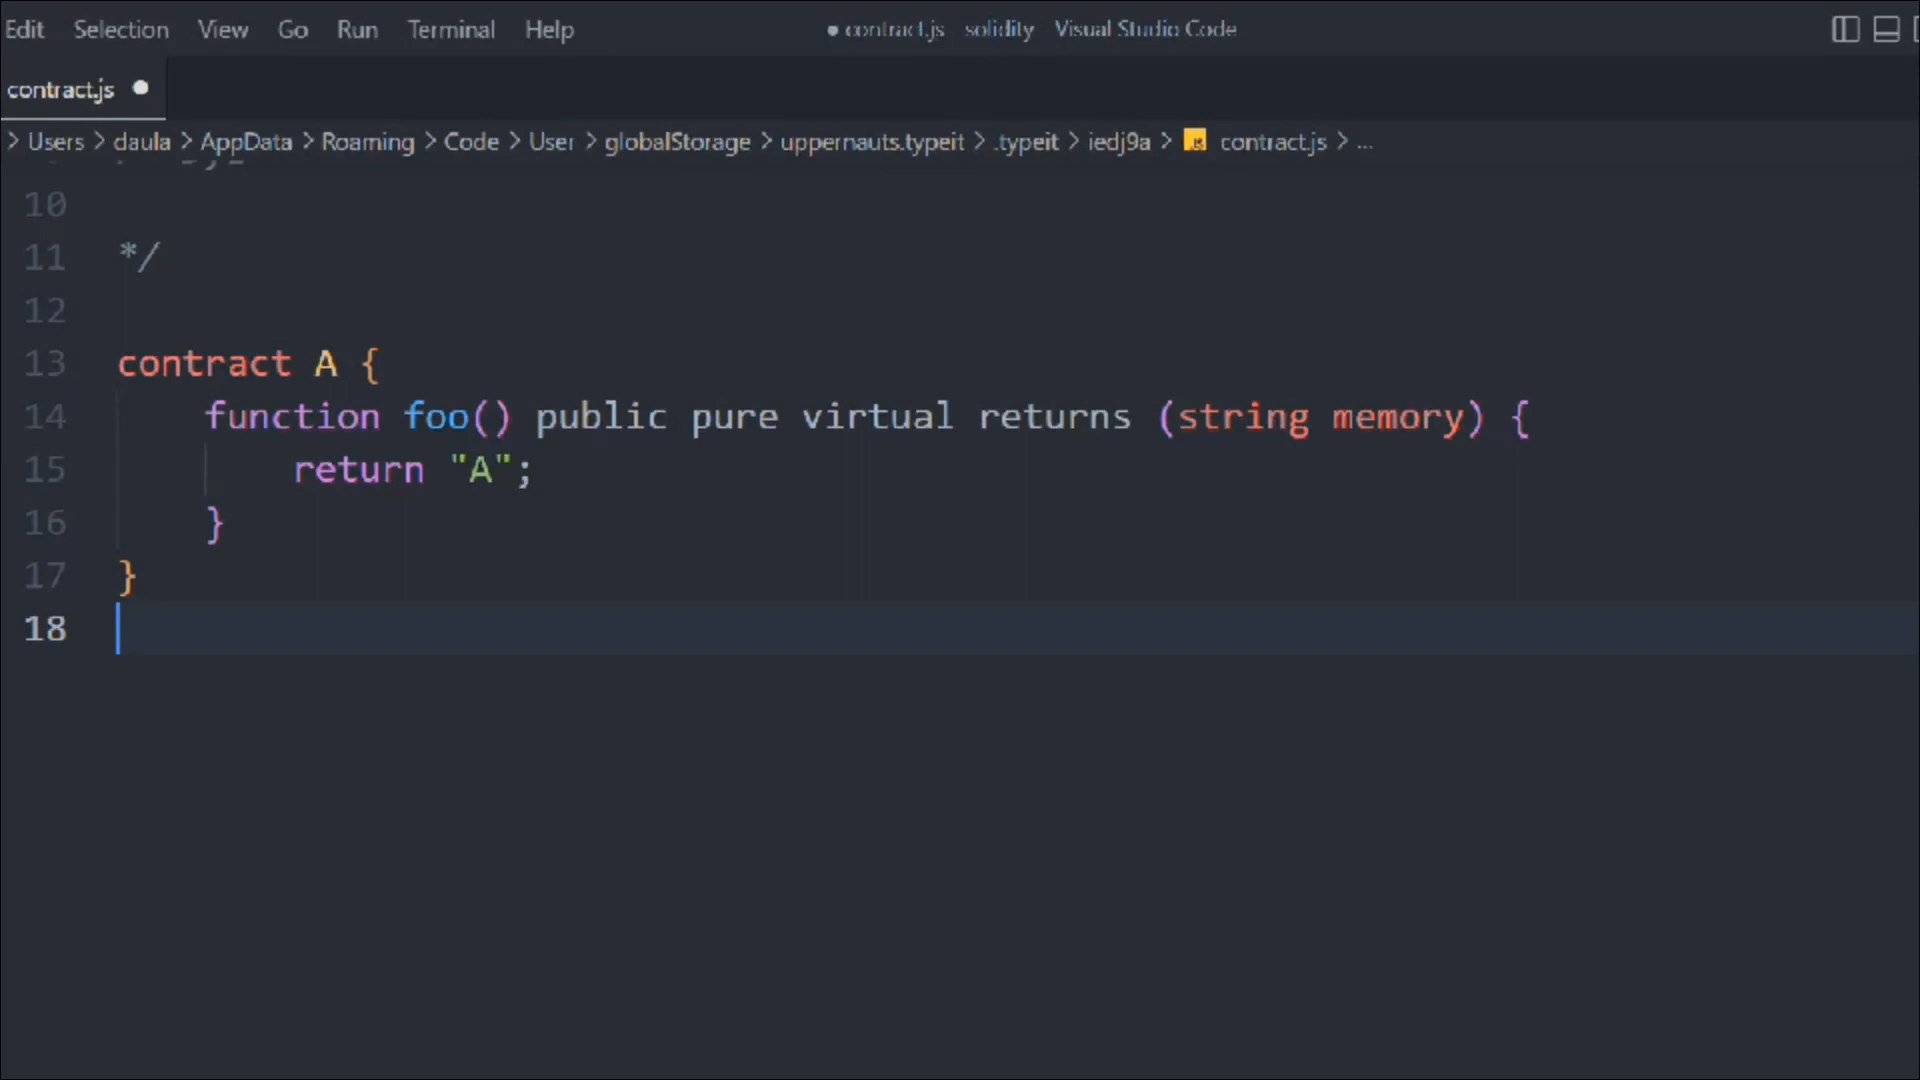 Edit Selection View Go Run Terminal Help ● contract.js solidity Visual Studio Code
contract.js ●
> Users > daula > AppData > Roaming > Code > User > globalStorage > uppernauts.typeit > .typeit > iedj9a > JS contract.js > ...
10
11 */
12
13 contract A {
14 function foo() public pure virtual returns (string memory) {
15 return "A";
16 }
17 }
18